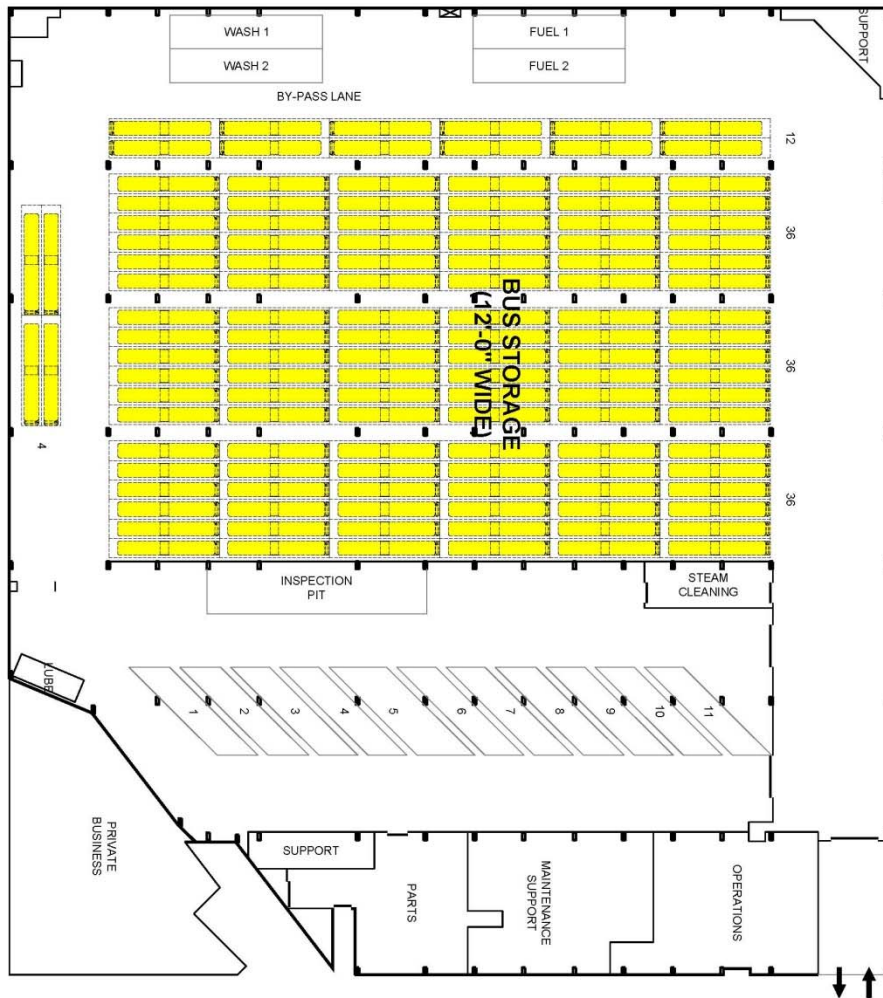 WASH 1
FUEL 1
WASH 2
FUEL 2
SUPPORT
BY-PASS LANE
12
36
BUS STORAGE
(12'-0" WIDE)
36
4
36
INSPECTION
PIT
STEAM
CLEANING
LUBE
1
2
3
4
5
6
7
8
9
10
11
PRIVATE
BUSINESS
SUPPORT
PARTS
MAINTENANCE
SUPPORT
OPERATIONS